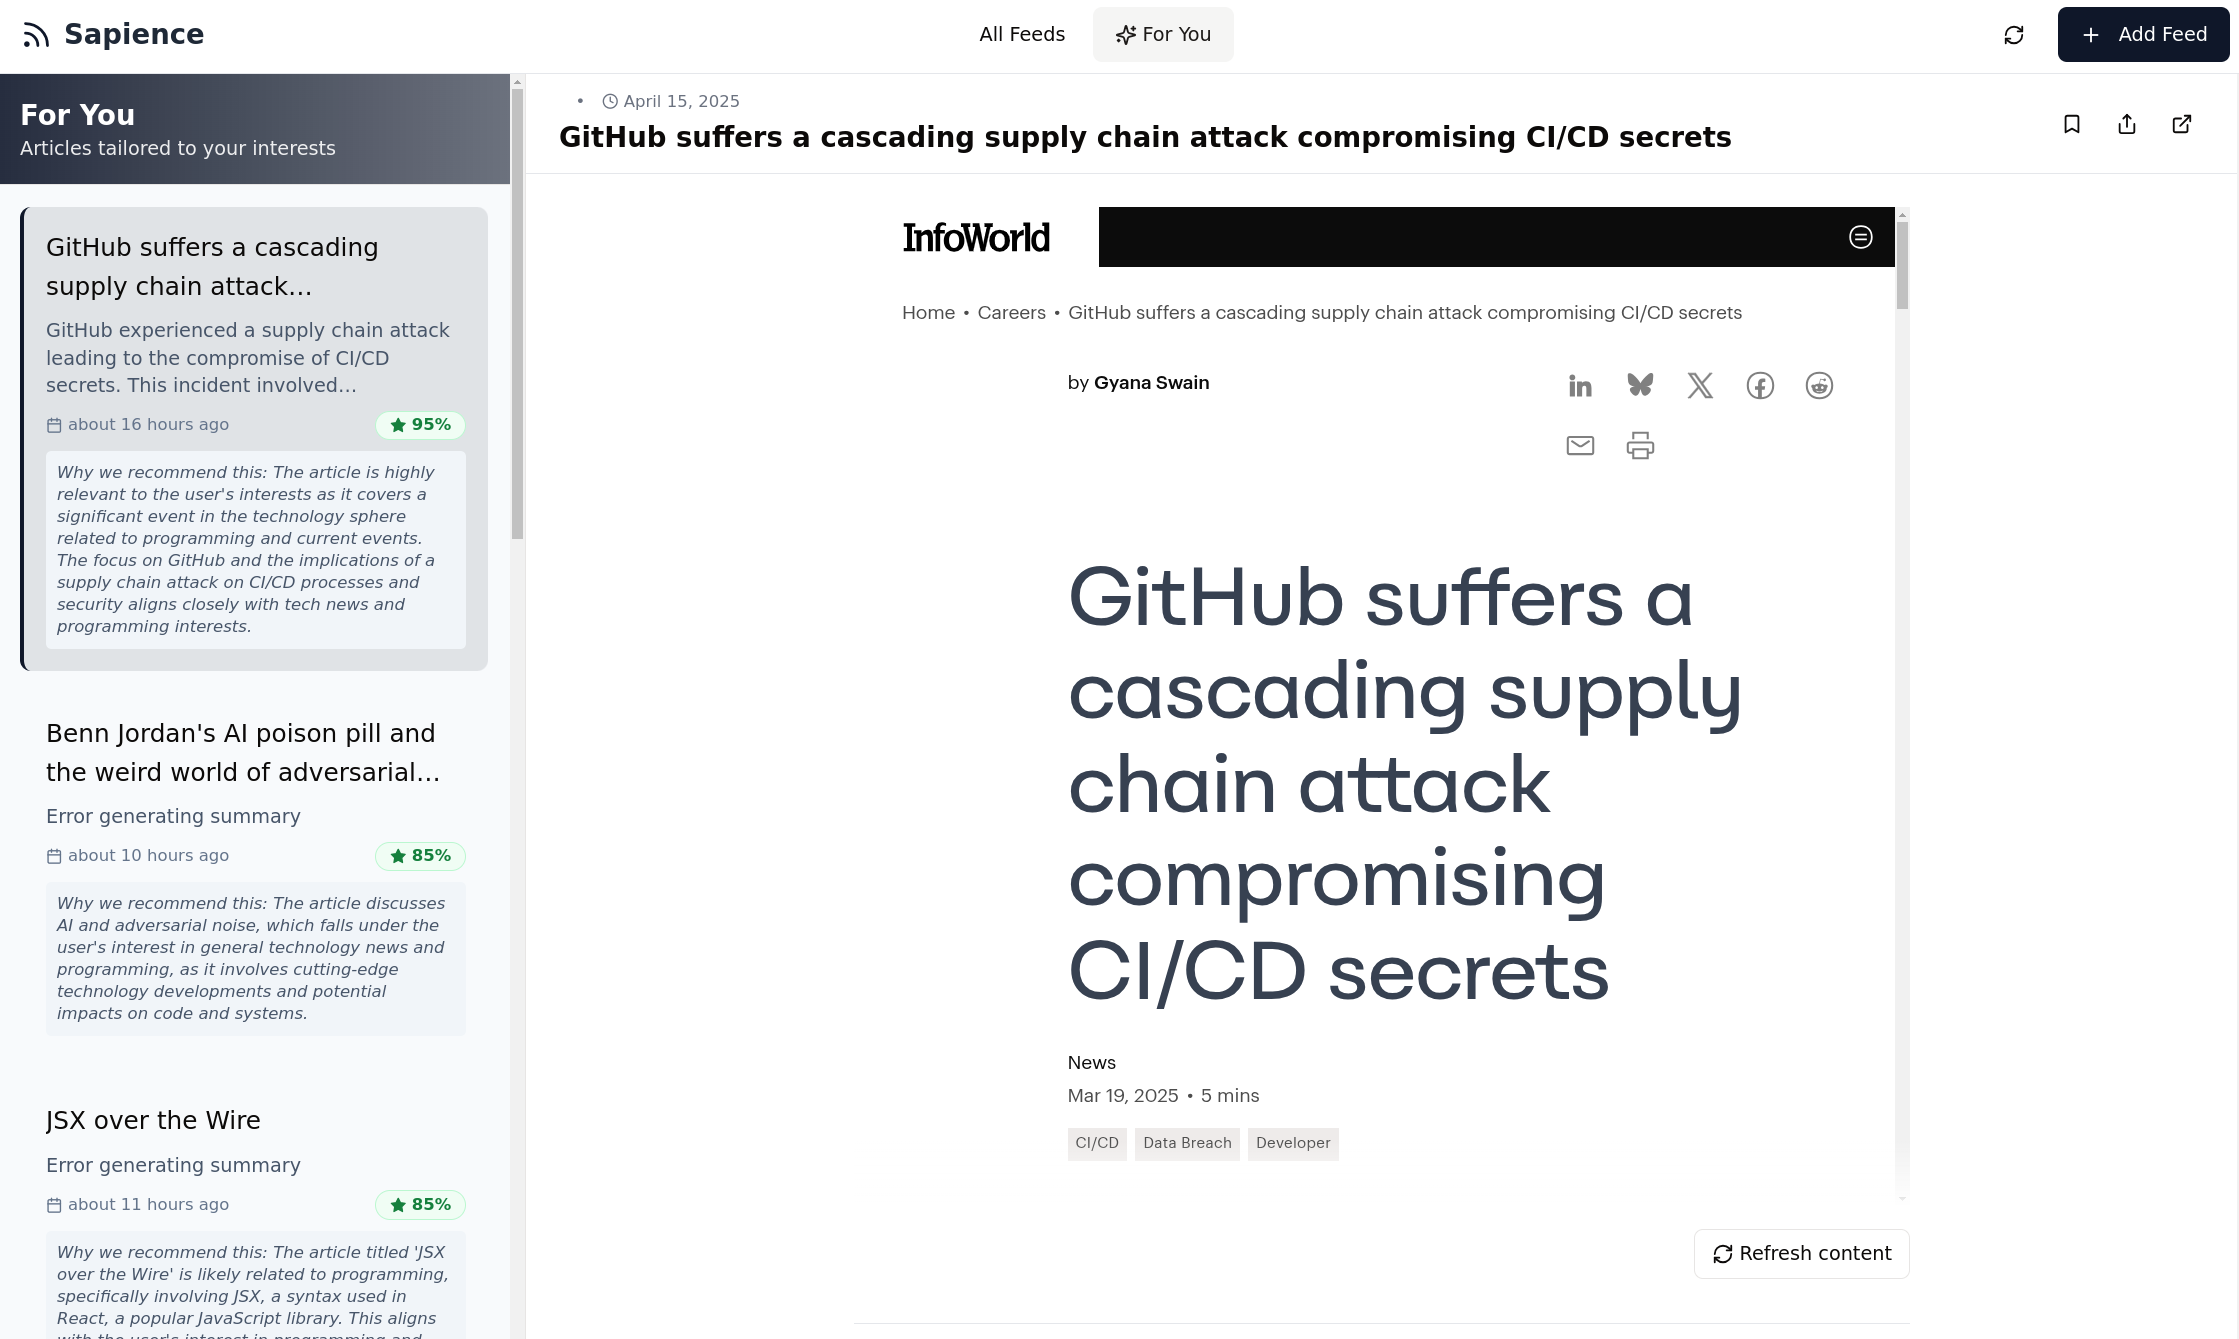 Sapience
All Feeds
For You
Add Feed
For You
Articles tailored to your interests
GitHub suffers a cascading
supply chain attack...
GitHub experienced a supply chain attack
leading to the compromise of CI/CD
secrets. This incident involved...
about 16 hours ago
95%
Why we recommend this: The article is highly
relevant to the user's interests as it covers a
significant event in the technology sphere
related to programming and current events.
The focus on GitHub and the implications of a
supply chain attack on CI/CD processes and
security aligns closely with tech news and
programming interests.
Benn Jordan's AI poison pill and
the weird world of adversarial...
Error generating summary
about 10 hours ago
85%
Why we recommend this: The article discusses
AI and adversarial noise, which falls under the
user's interest in general technology news and
programming, as it involves cutting-edge
technology developments and potential
impacts on code and systems.
JSX over the Wire
Error generating summary
about 11 hours ago
85%
Why we recommend this: The article titled 'JSX
over the Wire' is likely related to programming,
specifically involving JSX, a syntax used in
React, a popular JavaScript library. This aligns
with the user's interest in programming and
• April 15, 2025
GitHub suffers a cascading supply chain attack compromising CI/CD secrets
InfoWorld
Home • Careers • GitHub suffers a cascading supply chain attack compromising CI/CD secrets
by Gyana Swain
GitHub suffers a
cascading supply
chain attack
compromising
CI/CD secrets
News
Mar 19, 2025 • 5 mins
CI/CD
Data Breach
Developer
Refresh content